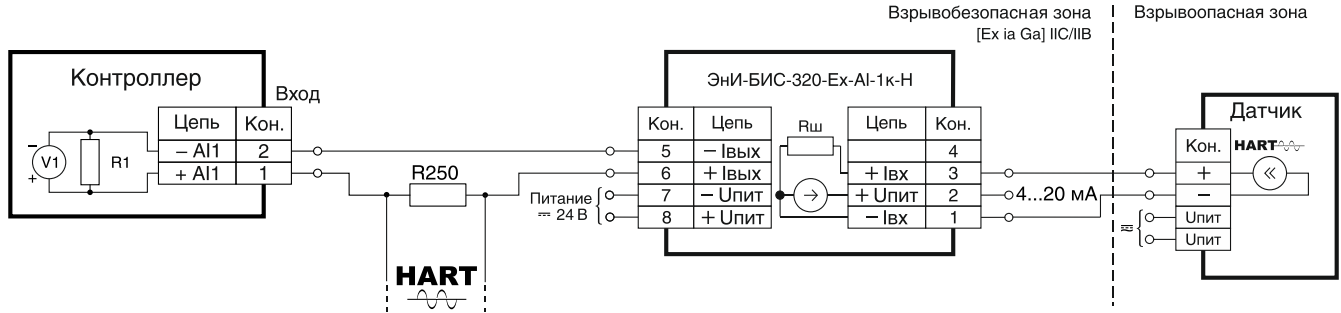 Взрывобезопасная зона
[Ex ia Ga] IIC/IIB
Взрывоопасная зона
Контроллер
Вход
Цепь Кон.
− AI1 2
+ AI1 1
− V1 +
R1
R250
HART
Питание
24 В
ЭнИ-БИС-320-Ex-AI-1к-Н
Кон. Цепь
5 − Iвых
6 + Iвых
7 − Uпит
8 + Uпит
Rш
Цепь Кон.
4
+ Iвх 3
+ Uпит 2
− Iвх 1
4...20 мА
Датчик
Кон.
HART
+
−
Uпит
Uпит